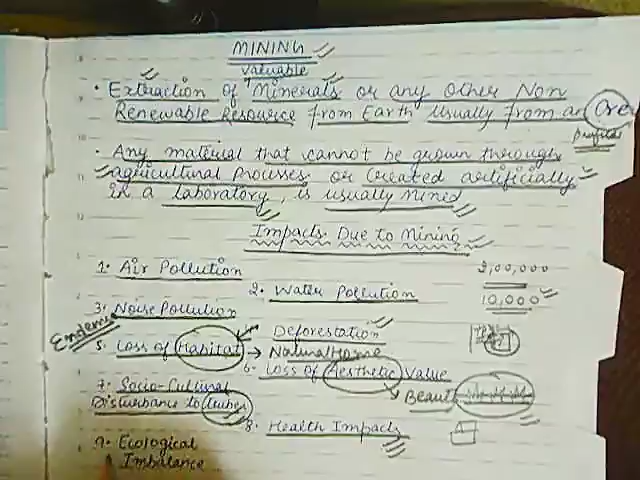 MINING
valuable
• Extraction of Minerals or any other Non
Renewable Resource from Earth usually from an Ore
• Any material that cannot be grown through
agricultural processes or created artificially
in a laboratory, is usually mined
Impacts Due to Mining
1. Air Pollution
2,00,000
2. Water Pollution
10,000
3. Noise Pollution
Deforestation
5. Loss of Habitat → Natural Home
6. Loss of Aesthetic Value
7. Socio-Cultural
Beauty
Disturbance to
8. Health Impacts
9. Ecological
Imbalance